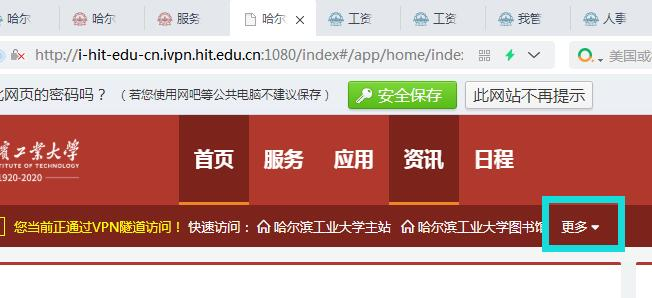 哈尔 哈尔 服务 哈尔 工资 工资 我管 人事
http://i-hit-edu-cn.ivpn.hit.edu.cn:1080/index#/app/home/inde 美国或
此网页的密码吗？ （若您使用网吧等公共电脑不建议保存） 安全保存 此网站不再提示
工业大学 首页 服务 应用 资讯 日程
TITUTE OF TECHNOLOGY
1920-2020
您当前正通过VPN隧道访问！ 快速访问： 哈尔滨工业大学主站 哈尔滨工业大学图书馆 更多